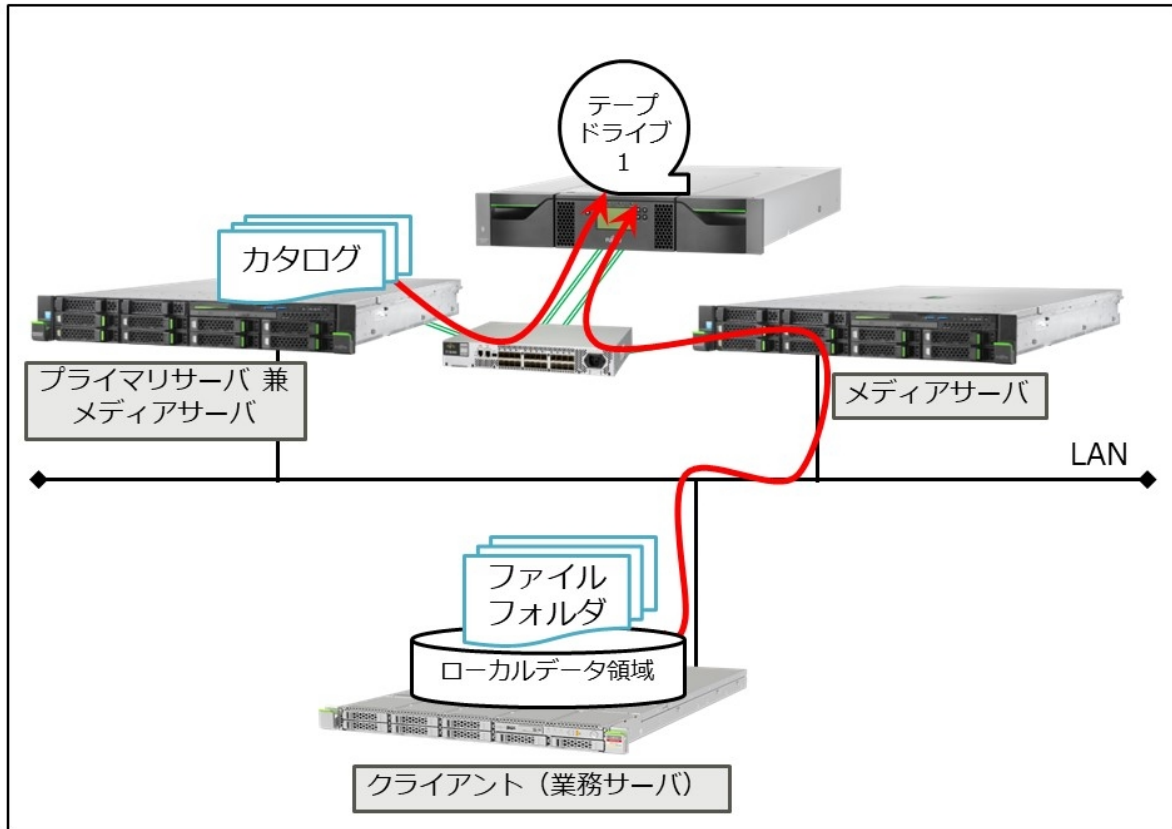 テープ
ドライブ
1
カタログ
プライマリサーバ 兼
メディアサーバ
メディアサーバ
LAN
ファイル
フォルダ
ローカルデータ領域
クライアント（業務サーバ）